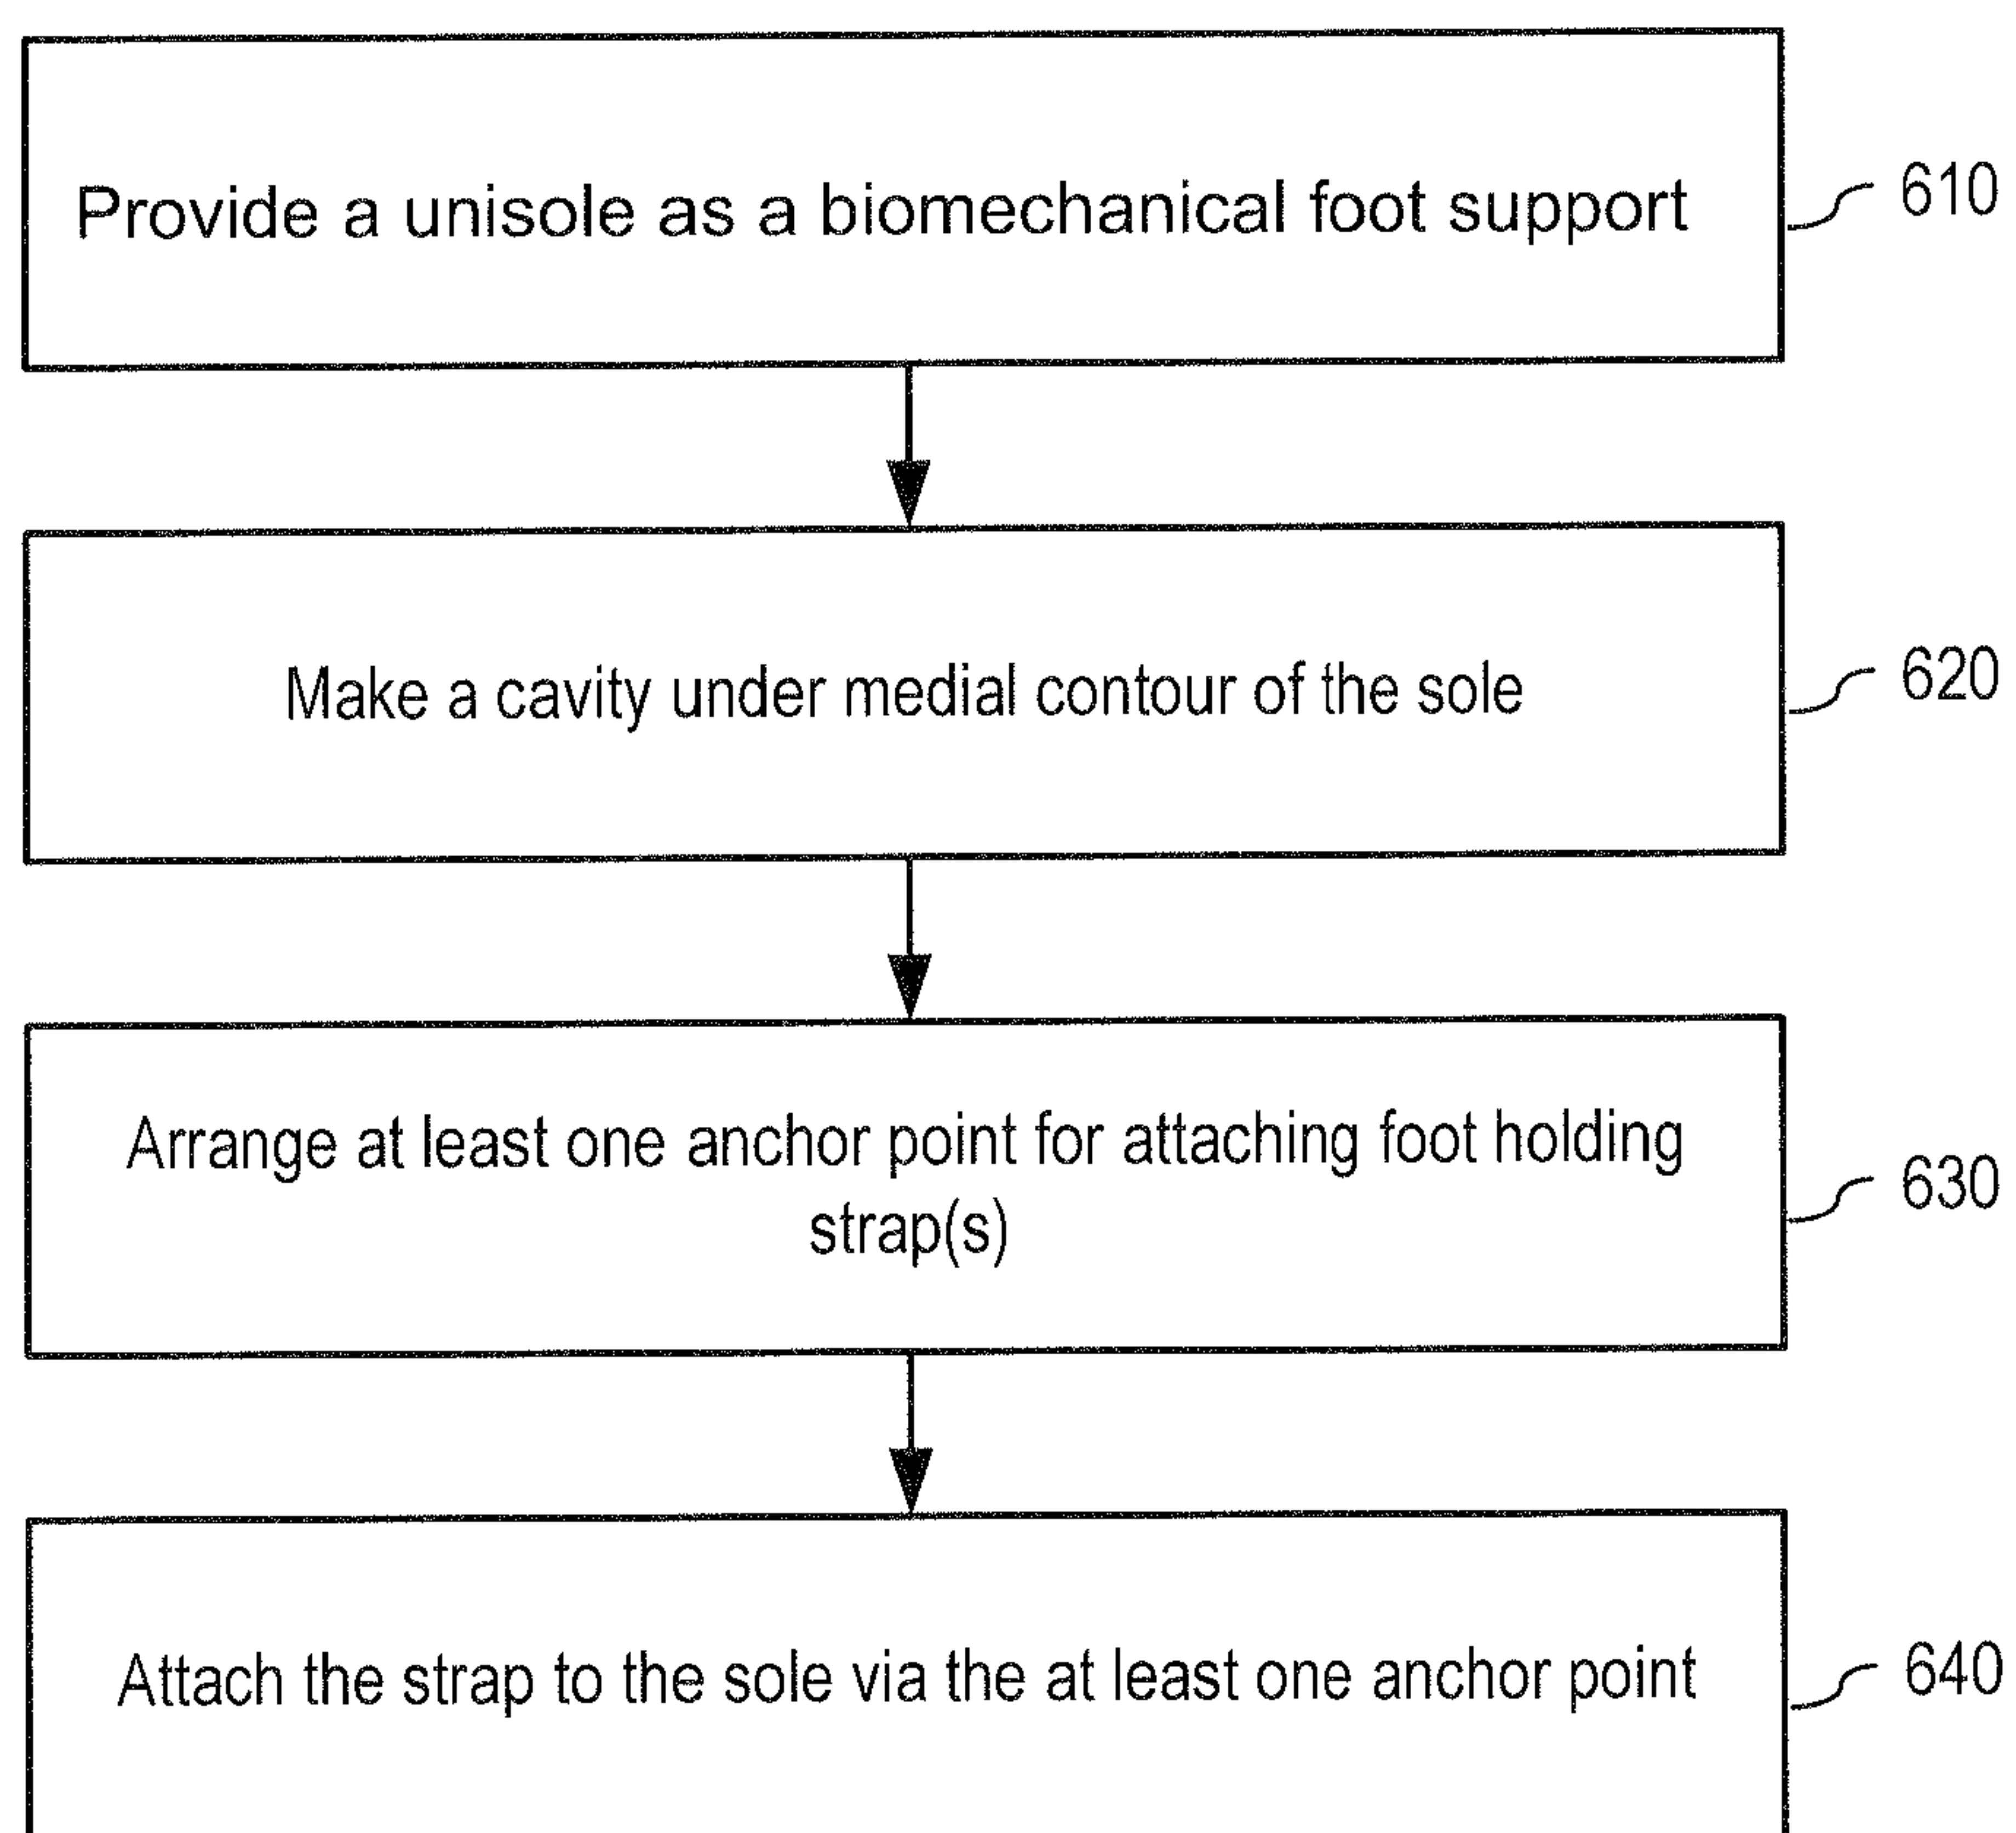 Provide a unisole as a biomechanical foot support
610
Make a cavity under medial contour of the sole
620
Arrange at least one anchor point for attaching foot holding
strap(s)
630
Attach the strap to the sole via the at least one anchor point
640